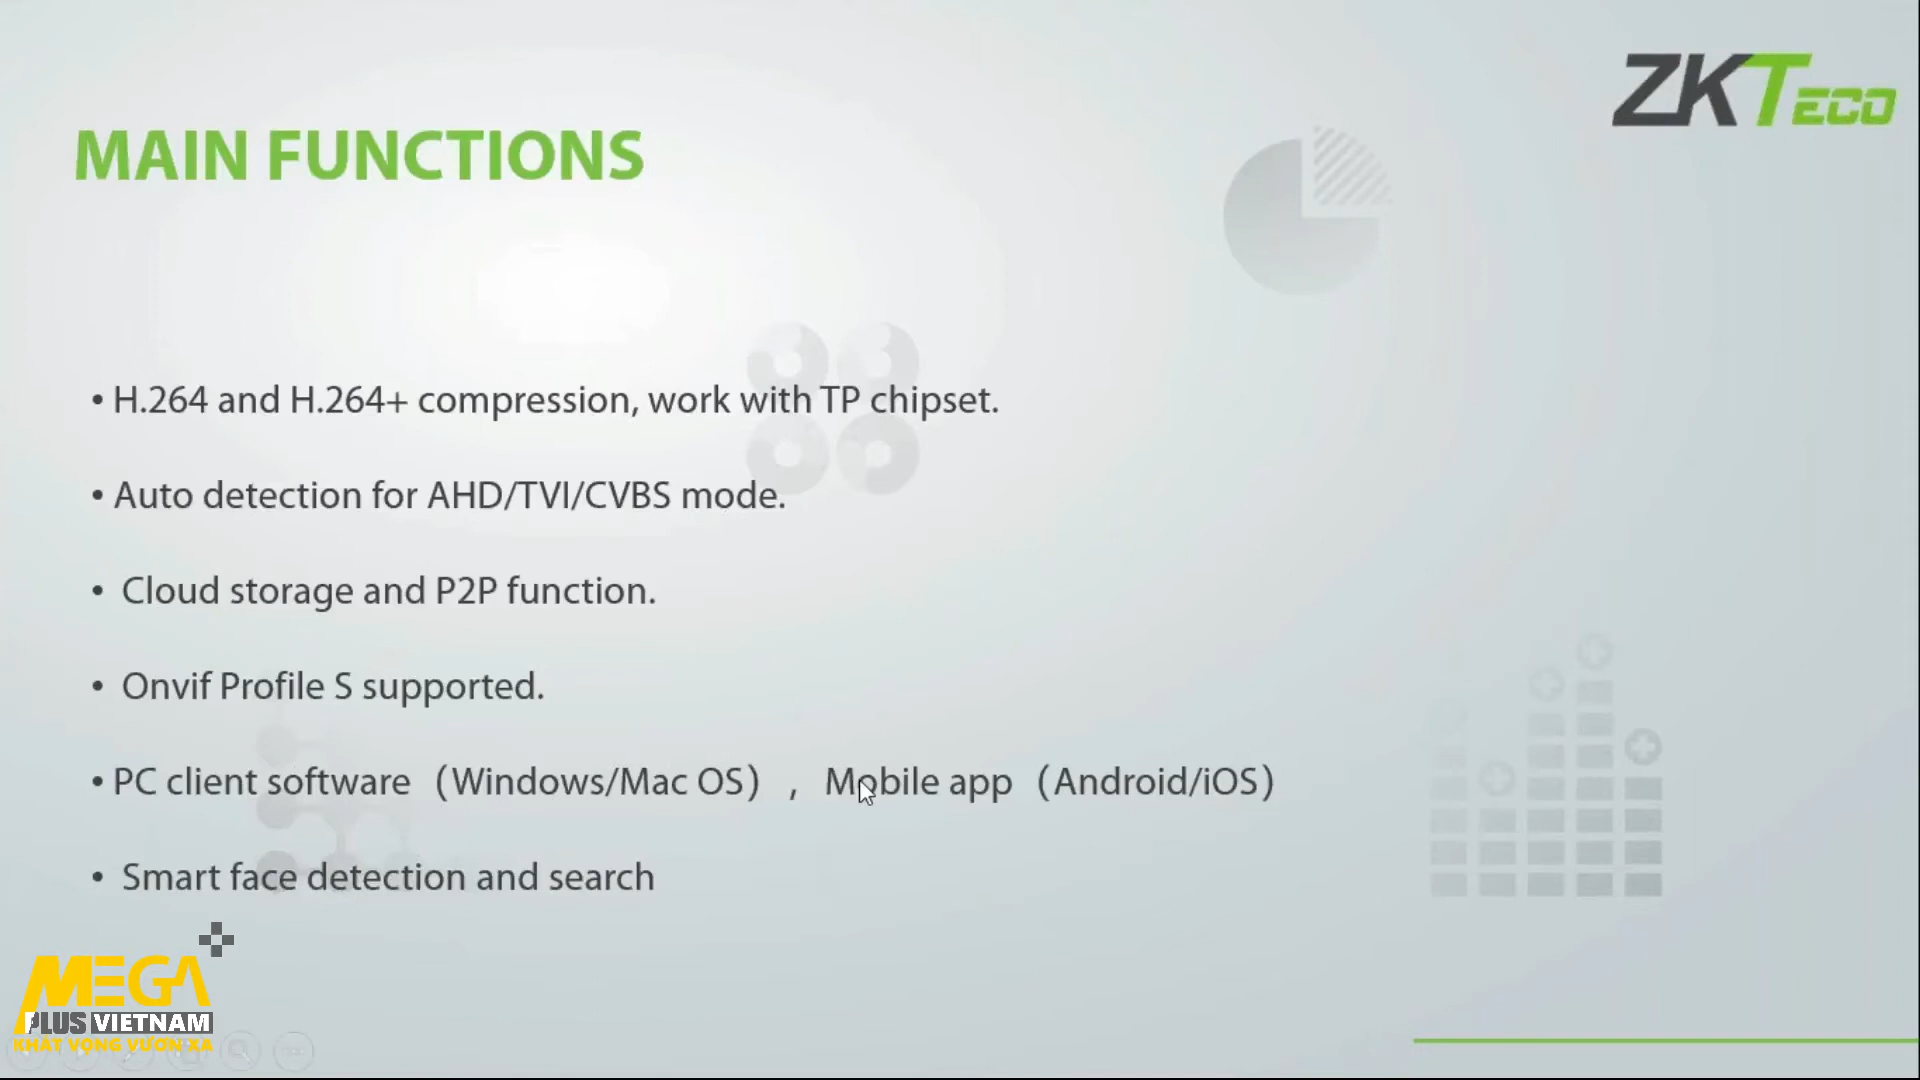 ZKTECO
MAIN FUNCTIONS
• H.264 and H.264+ compression, work with TP chipset.
• Auto detection for AHD/TVI/CVBS mode.
• Cloud storage and P2P function.
• Onvif Profile S supported.
• PC client software（Windows/Mac OS）， Mobile app（Android/iOS）
• Smart face detection and search
MEGA
PLUS VIETNAM
KHÁT VỌNG VƯƠN XA